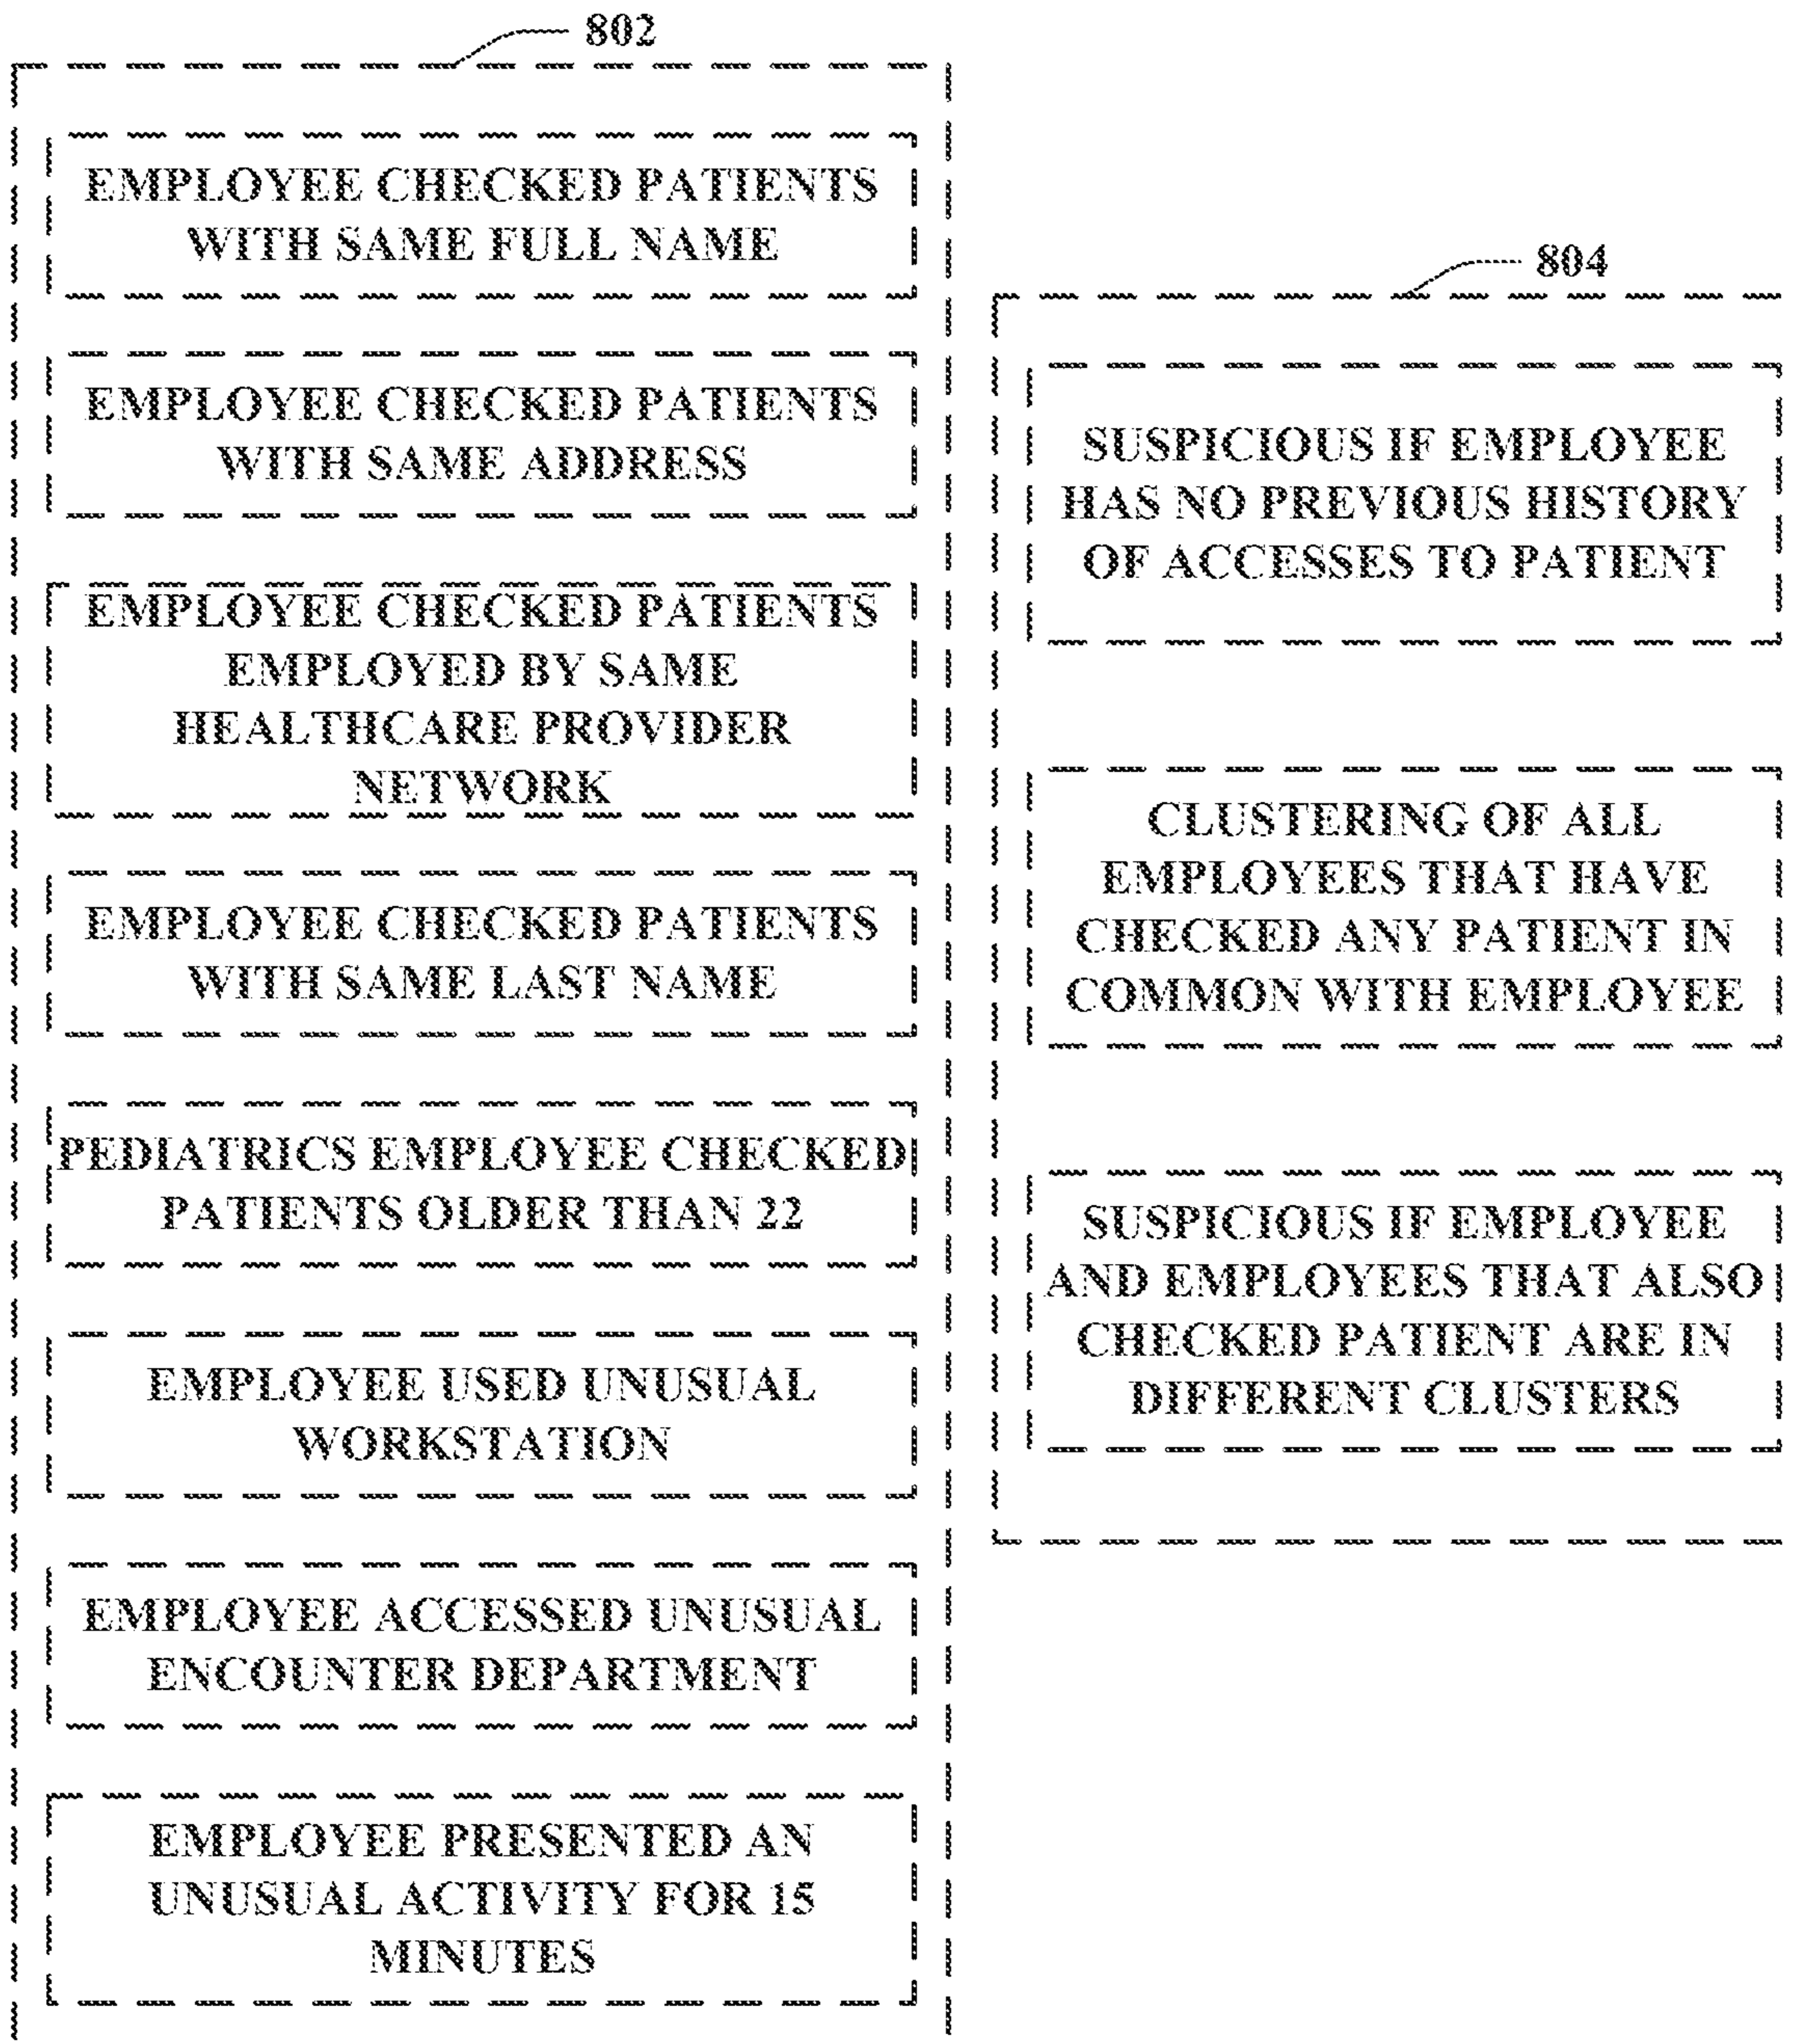 802
EMPLOYEE CHECKED PATIENTS
WITH SAME FULL NAME
EMPLOYEE CHECKED PATIENTS
WITH SAME ADDRESS
EMPLOYEE CHECKED PATIENTS
EMPLOYED BY SAME
HEALTHCARE PROVIDER
NETWORK
EMPLOYEE CHECKED PATIENTS
WITH SAME LAST NAME
PEDIATRICS EMPLOYEE CHECKED
PATIENTS OLDER THAN 22
EMPLOYEE USED UNUSUAL
WORKSTATION
EMPLOYEE ACCESSED UNUSUAL
ENCOUNTER DEPARTMENT
EMPLOYEE PRESENTED AN
UNUSUAL ACTIVITY FOR 15
MINUTES
804
SUSPICIOUS IF EMPLOYEE
HAS NO PREVIOUS HISTORY
OF ACCESSES TO PATIENT
CLUSTERING OF ALL
EMPLOYEES THAT HAVE
CHECKED ANY PATIENT IN
COMMON WITH EMPLOYEE
SUSPICIOUS IF EMPLOYEE
AND EMPLOYEES THAT ALSO
CHECKED PATIENT ARE IN
DIFFERENT CLUSTERS